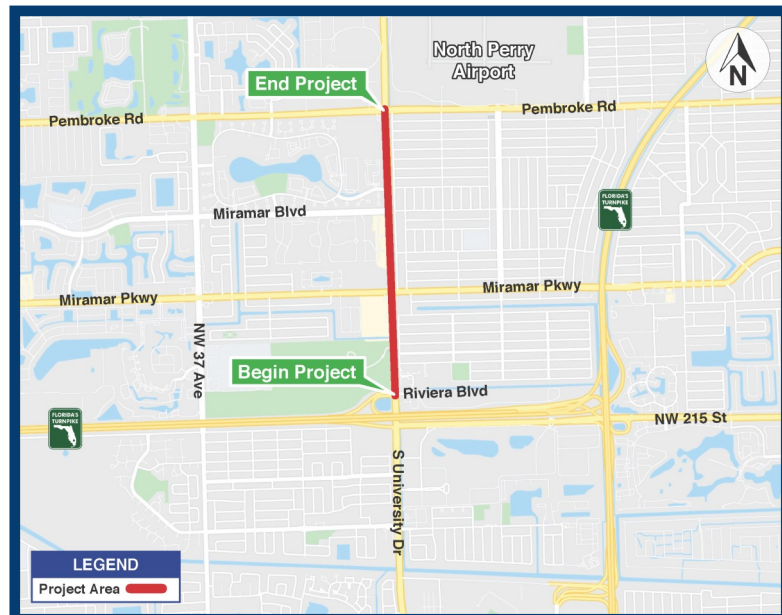 North Perry
Airport
N
End Project
Pembroke Rd
Pembroke Rd
FLORIDA'S
TURNPIKE
Miramar Blvd
Miramar Pkwy
Miramar Pkwy
NW 37 Ave
Begin Project
Riviera Blvd
FLORIDA'S
TURNPIKE
NW 215 St
S University Dr
LEGEND
Project Area